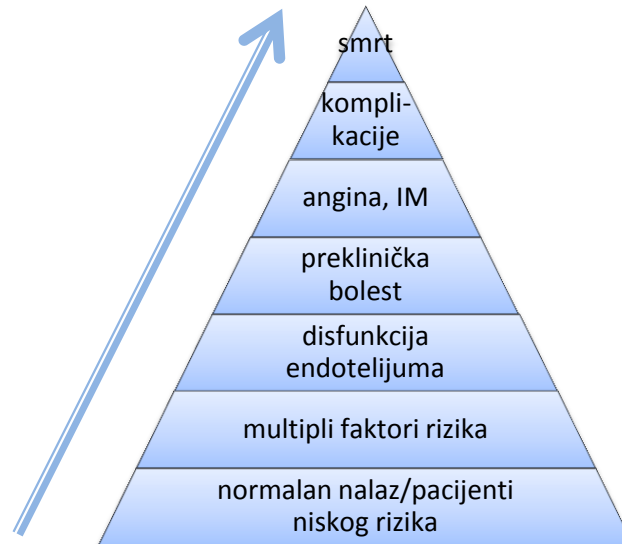 smrt
kompli-
kacije
angina, IM
preklinička
bolest
disfunkcija
endotelijuma
multipli faktori rizika
normalan nalaz/pacijenti
niskog rizika